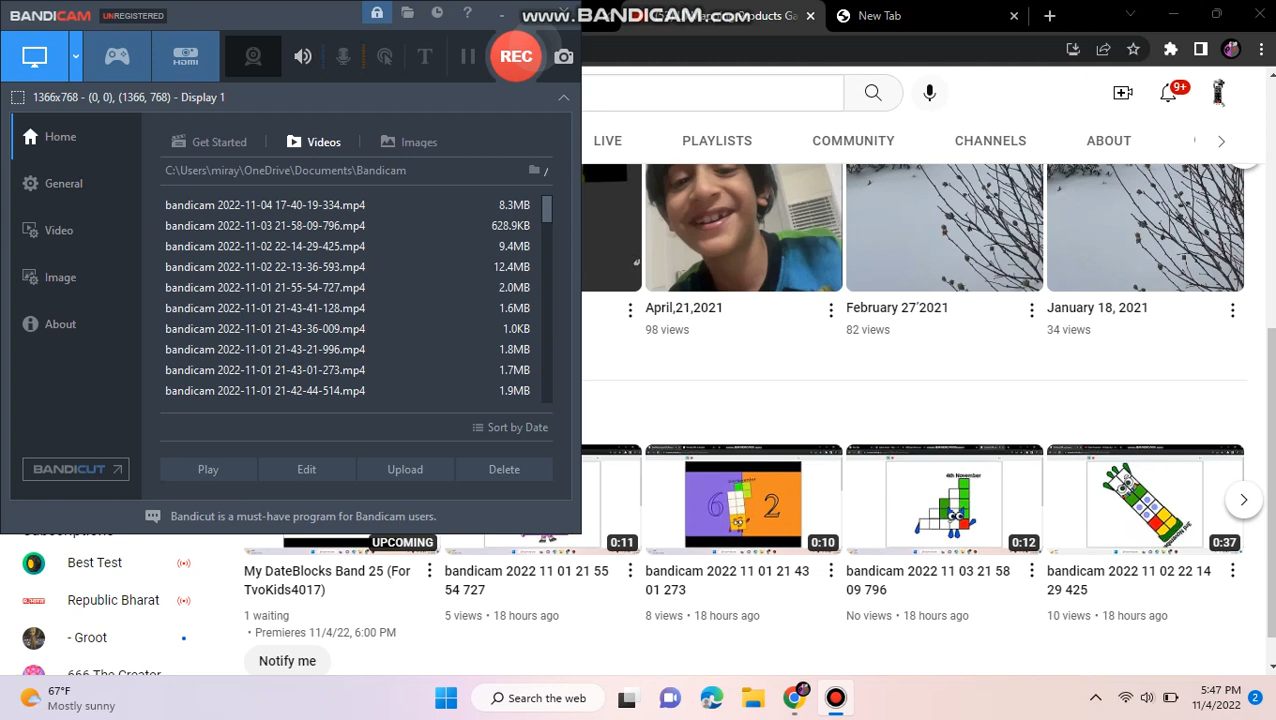 BANDICAM UNREGISTERED
www.BANDICAM.com
Products Ga
New Tab
HDMI
REC
1366x768 - (0, 0), (1366, 768) - Display 1
Home
General
Video
Image
About
BANDICUT
Get Started
Videos
Images
C:\Users\miray\OneDrive\Documents\Bandicam
bandicam 2022-11-04 17-40-19-334.mp4 8.3MB
bandicam 2022-11-03 21-58-09-796.mp4 628.9KB
bandicam 2022-11-02 22-14-29-425.mp4 9.4MB
bandicam 2022-11-02 22-13-36-593.mp4 12.4MB
bandicam 2022-11-01 21-55-54-727.mp4 2.0MB
bandicam 2022-11-01 21-43-41-128.mp4 1.6MB
bandicam 2022-11-01 21-43-36-009.mp4 1.0KB
bandicam 2022-11-01 21-43-21-996.mp4 1.8MB
bandicam 2022-11-01 21-43-01-273.mp4 1.7MB
bandicam 2022-11-01 21-42-44-514.mp4 1.9MB
Sort by Date
Play Edit Upload Delete
Bandicut is a must-have program for Bandicam users.
9+
LIVE PLAYLISTS COMMUNITY CHANNELS ABOUT
April,21,2021
98 views
February 27'2021
82 views
January 18, 2021
34 views
Best Test
Republic Bharat
- Groot
666 The Creator
UPCOMING
My DateBlocks Band 25 (For
TvoKids4017)
1 waiting
• Premieres 11/4/22, 6:00 PM
Notify me
0:11
bandicam 2022 11 01 21 55
54 727
5 views • 18 hours ago
6 2
0:10
bandicam 2022 11 01 21 43
01 273
8 views • 18 hours ago
4th November
0:12
bandicam 2022 11 03 21 58
09 796
No views • 18 hours ago
0:37
bandicam 2022 11 02 22 14
29 425
10 views • 18 hours ago
67°F
Mostly sunny
Search the web
5:47 PM
11/4/2022
2